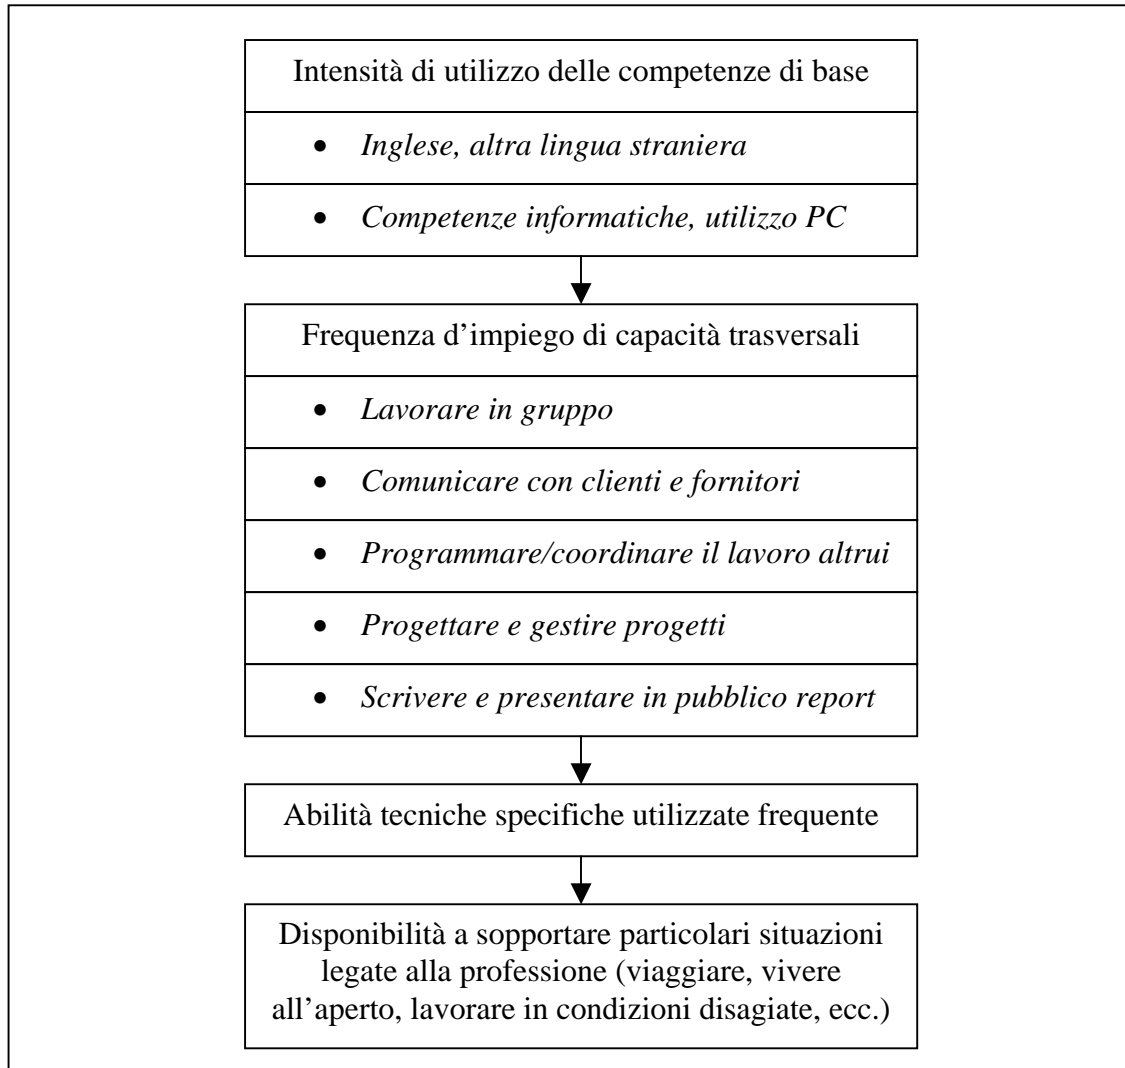 Intensità di utilizzo delle competenze di base
• Inglese, altra lingua straniera
• Competenze informatiche, utilizzo PC
Frequenza d’impiego di capacità trasversali
• Lavorare in gruppo
• Comunicare con clienti e fornitori
• Programmare/coordinare il lavoro altrui
• Progettare e gestire progetti
• Scrivere e presentare in pubblico report
Abilità tecniche specifiche utilizzate frequente
Disponibilità a sopportare particolari situazioni
legate alla professione (viaggiare, vivere
all’aperto, lavorare in condizioni disagiate, ecc.)